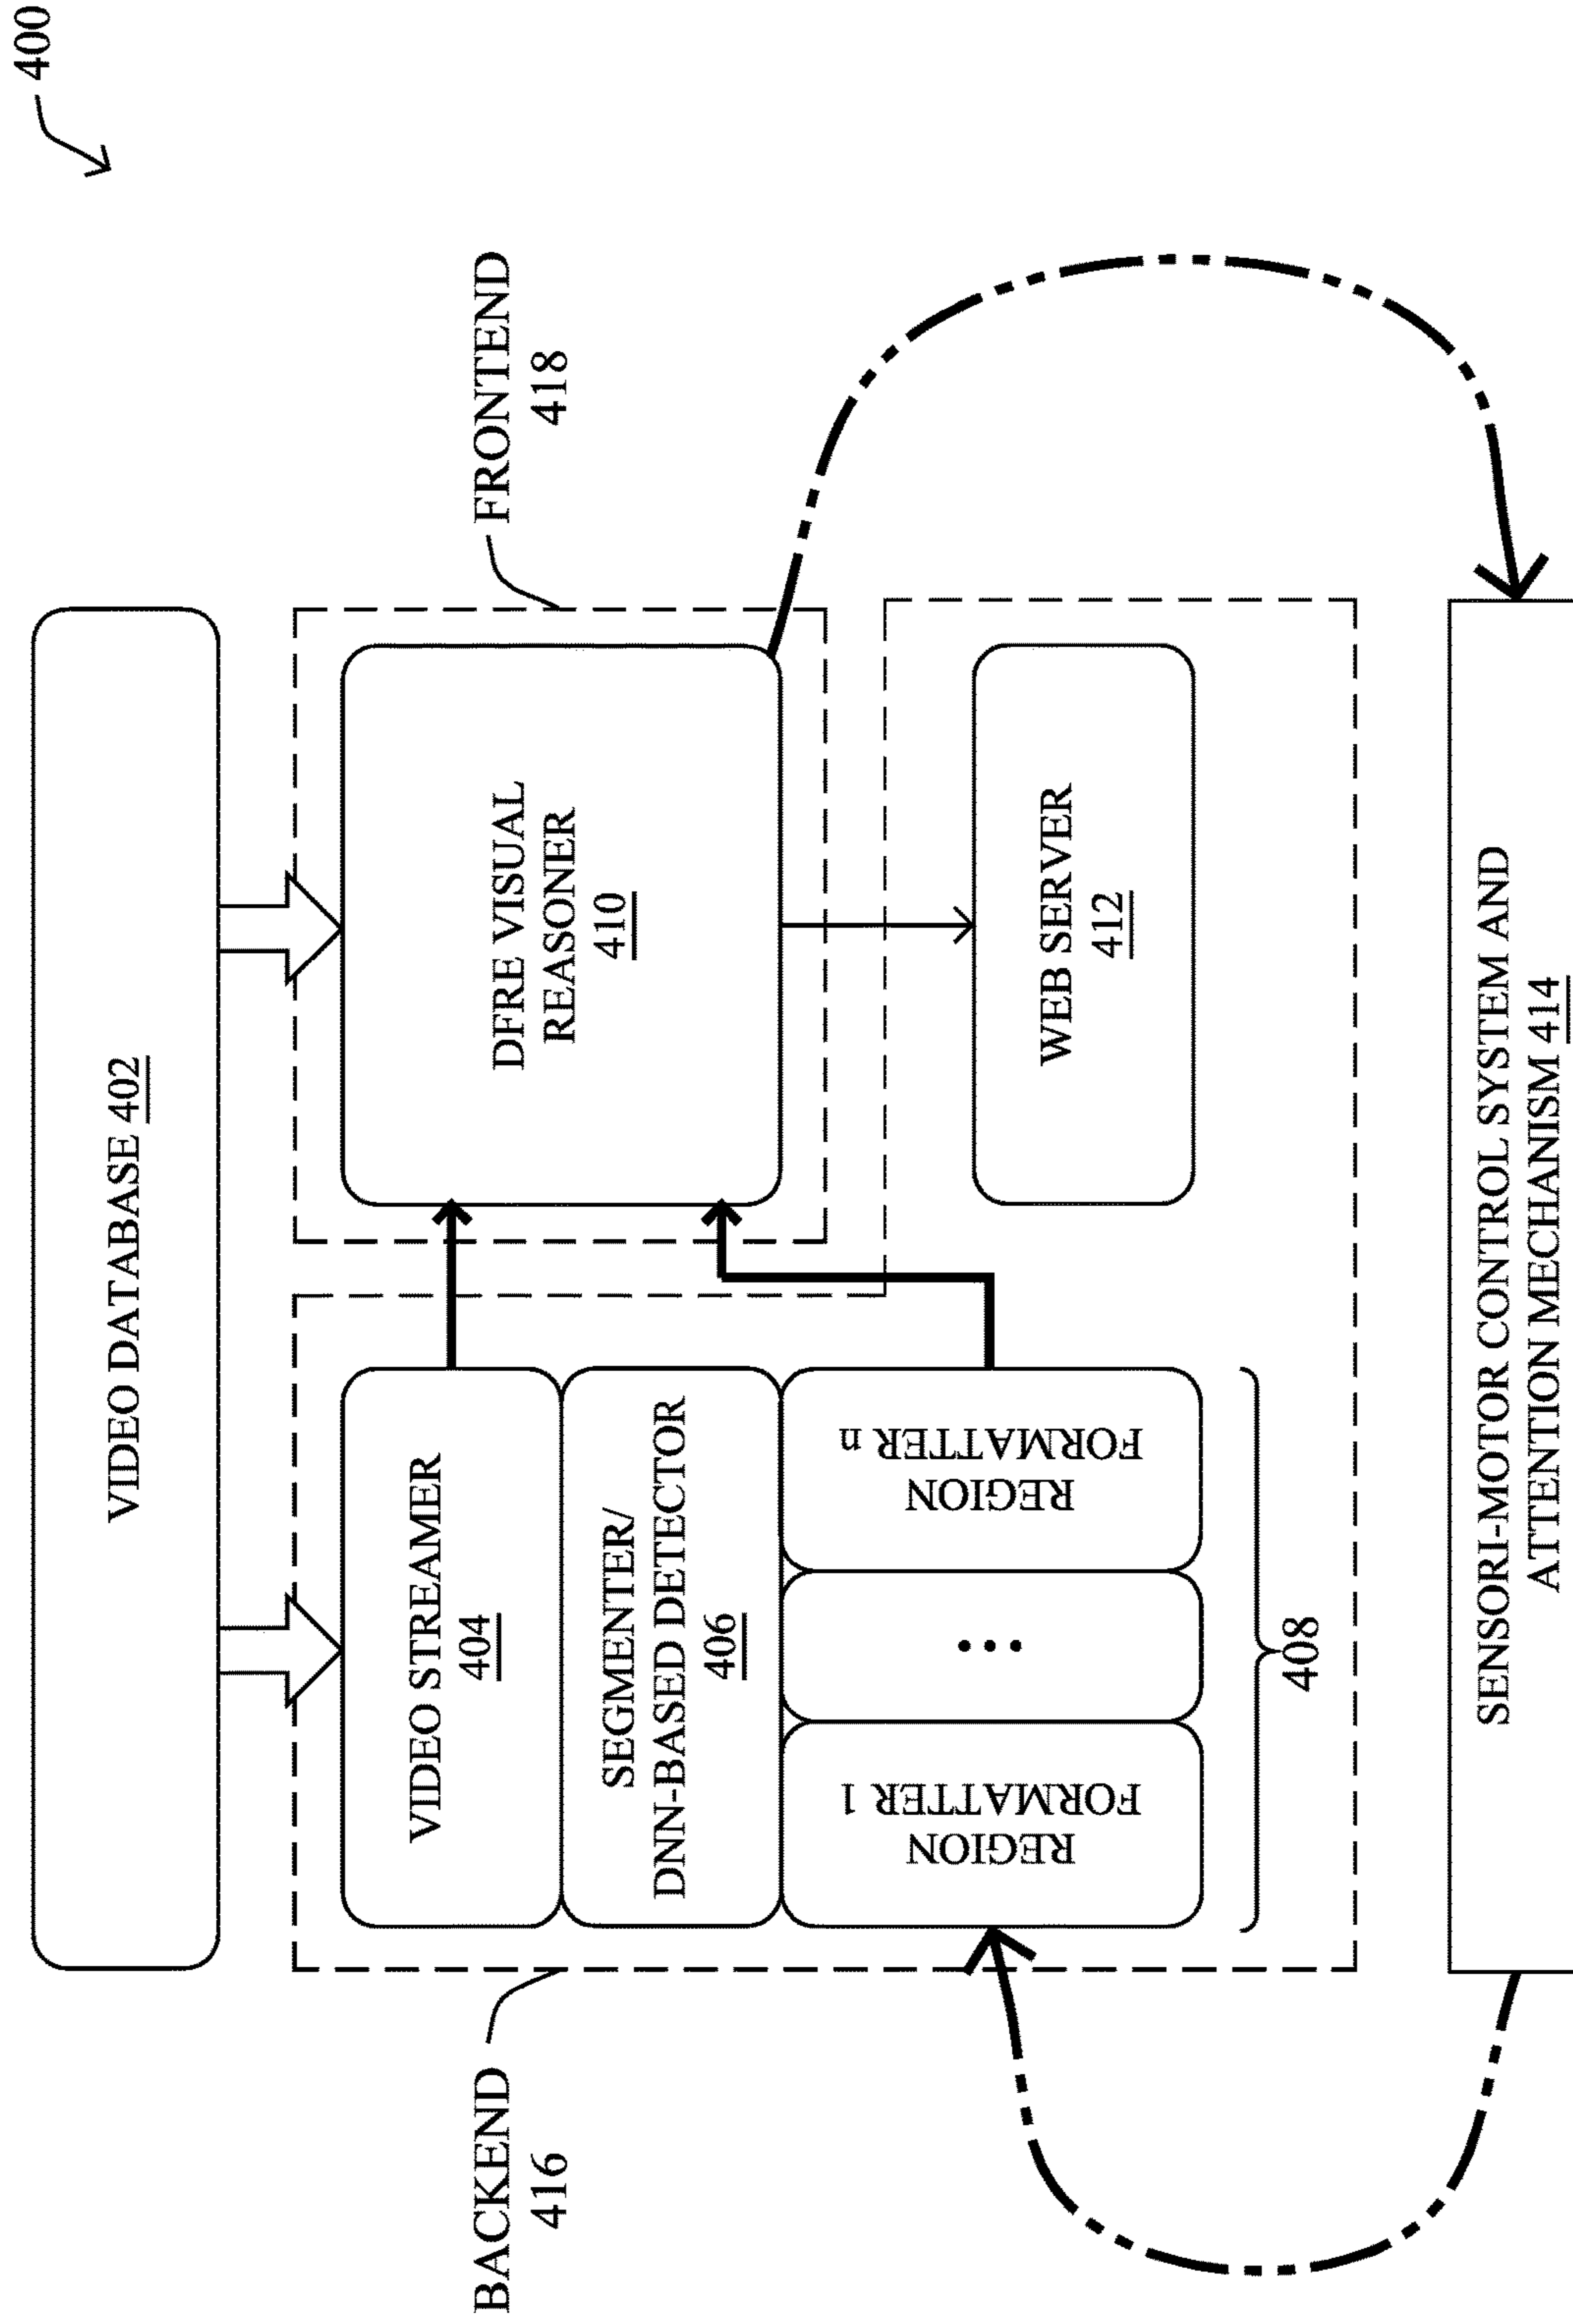 400
VIDEO DATABASE 402
BACKEND
416
FRONTEND
418
VIDEO STREAMER
404
SEGMENTER/
DNN-BASED DETECTOR
406
REGION
FORMATTER 1
...
REGION
FORMATTER n
408
DFRE VISUAL
REASONER
410
WEB SERVER
412
SENSORI-MOTOR CONTROL SYSTEM AND
ATTENTION MECHANISM 414